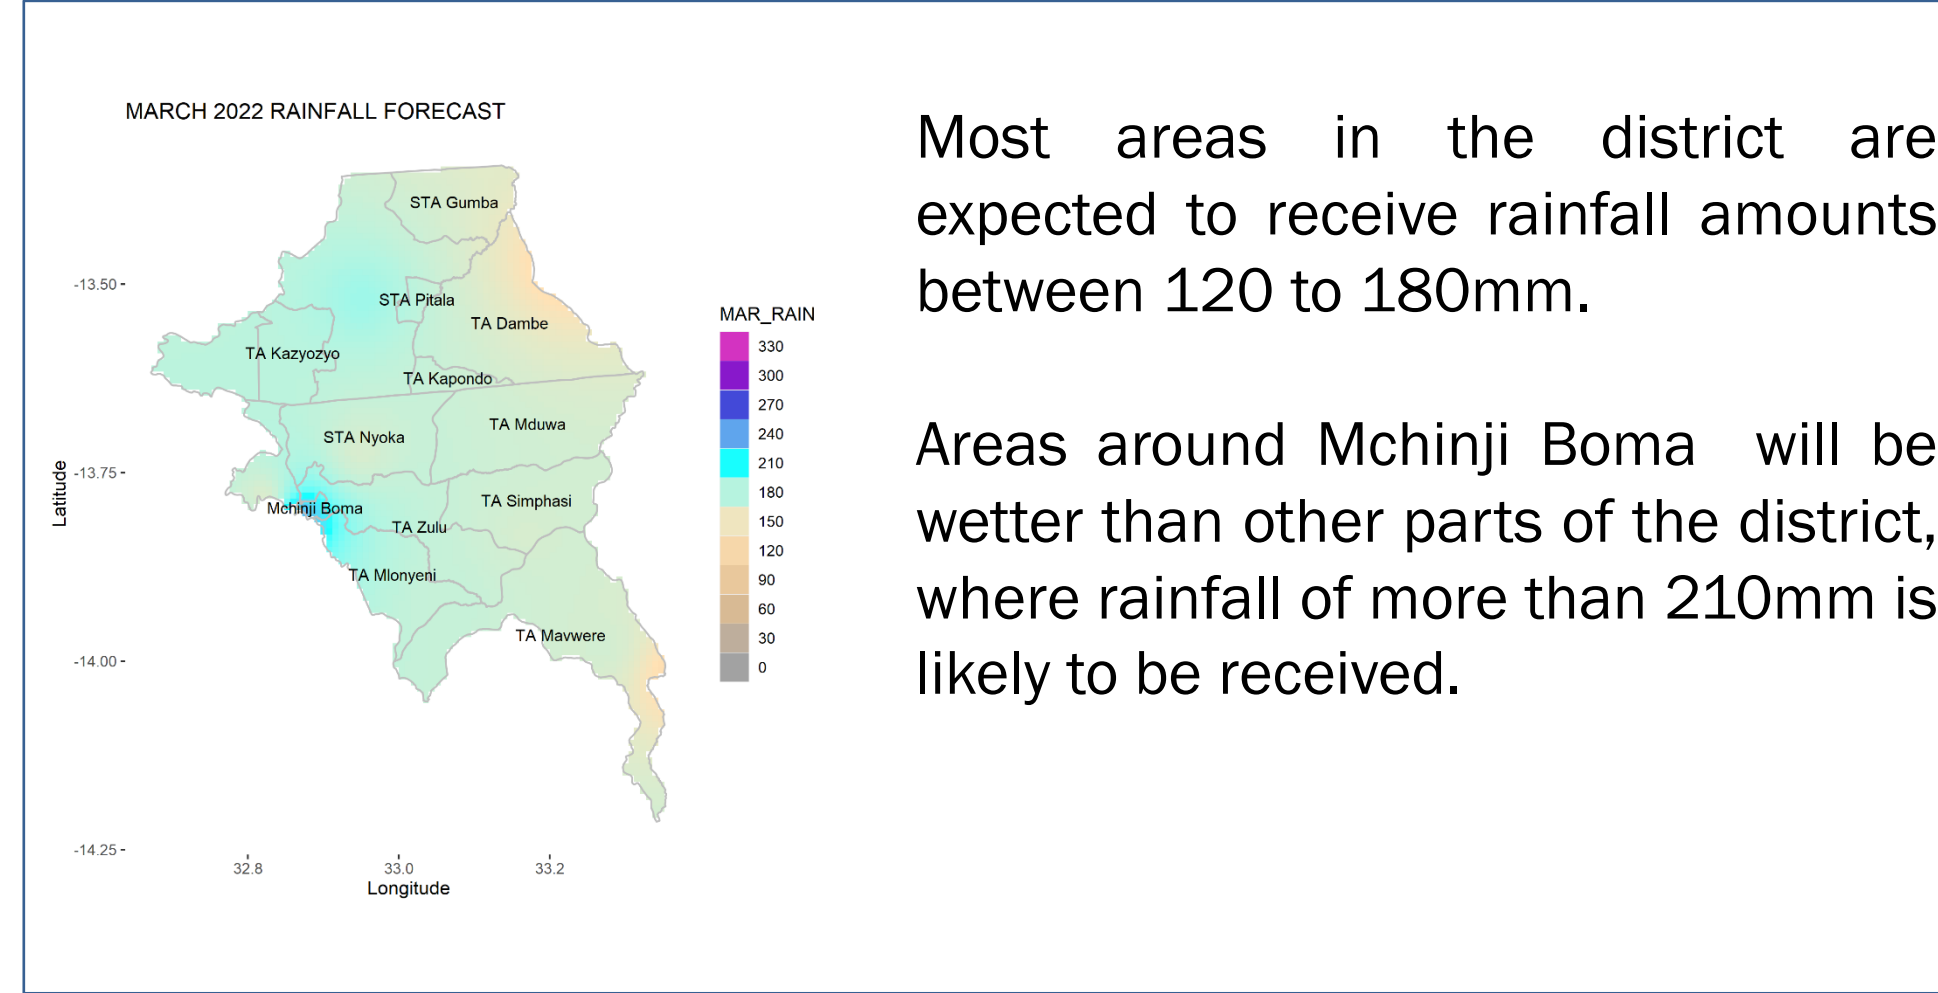 MARCH 2022 RAINFALL FORECAST
STA Gumba
-13.50
STA Pitala
TA Dambe
TA Kazyozyo
TA Kapondo
STA Nyoka
TA Mduwa
-13.75
Latitude
Mchinji Boma
TA Simphasi
TA Zulu
TA Mlonyeni
TA Mavwere
-14.00
-14.25
32.8
33.0
33.2
Longitude
MAR_RAIN
330
300
270
240
210
180
150
120
90
60
30
0
Most areas in the district are
expected to receive rainfall amounts
between 120 to 180mm.
Areas around Mchinji Boma will be
wetter than other parts of the district,
where rainfall of more than 210mm is
likely to be received.